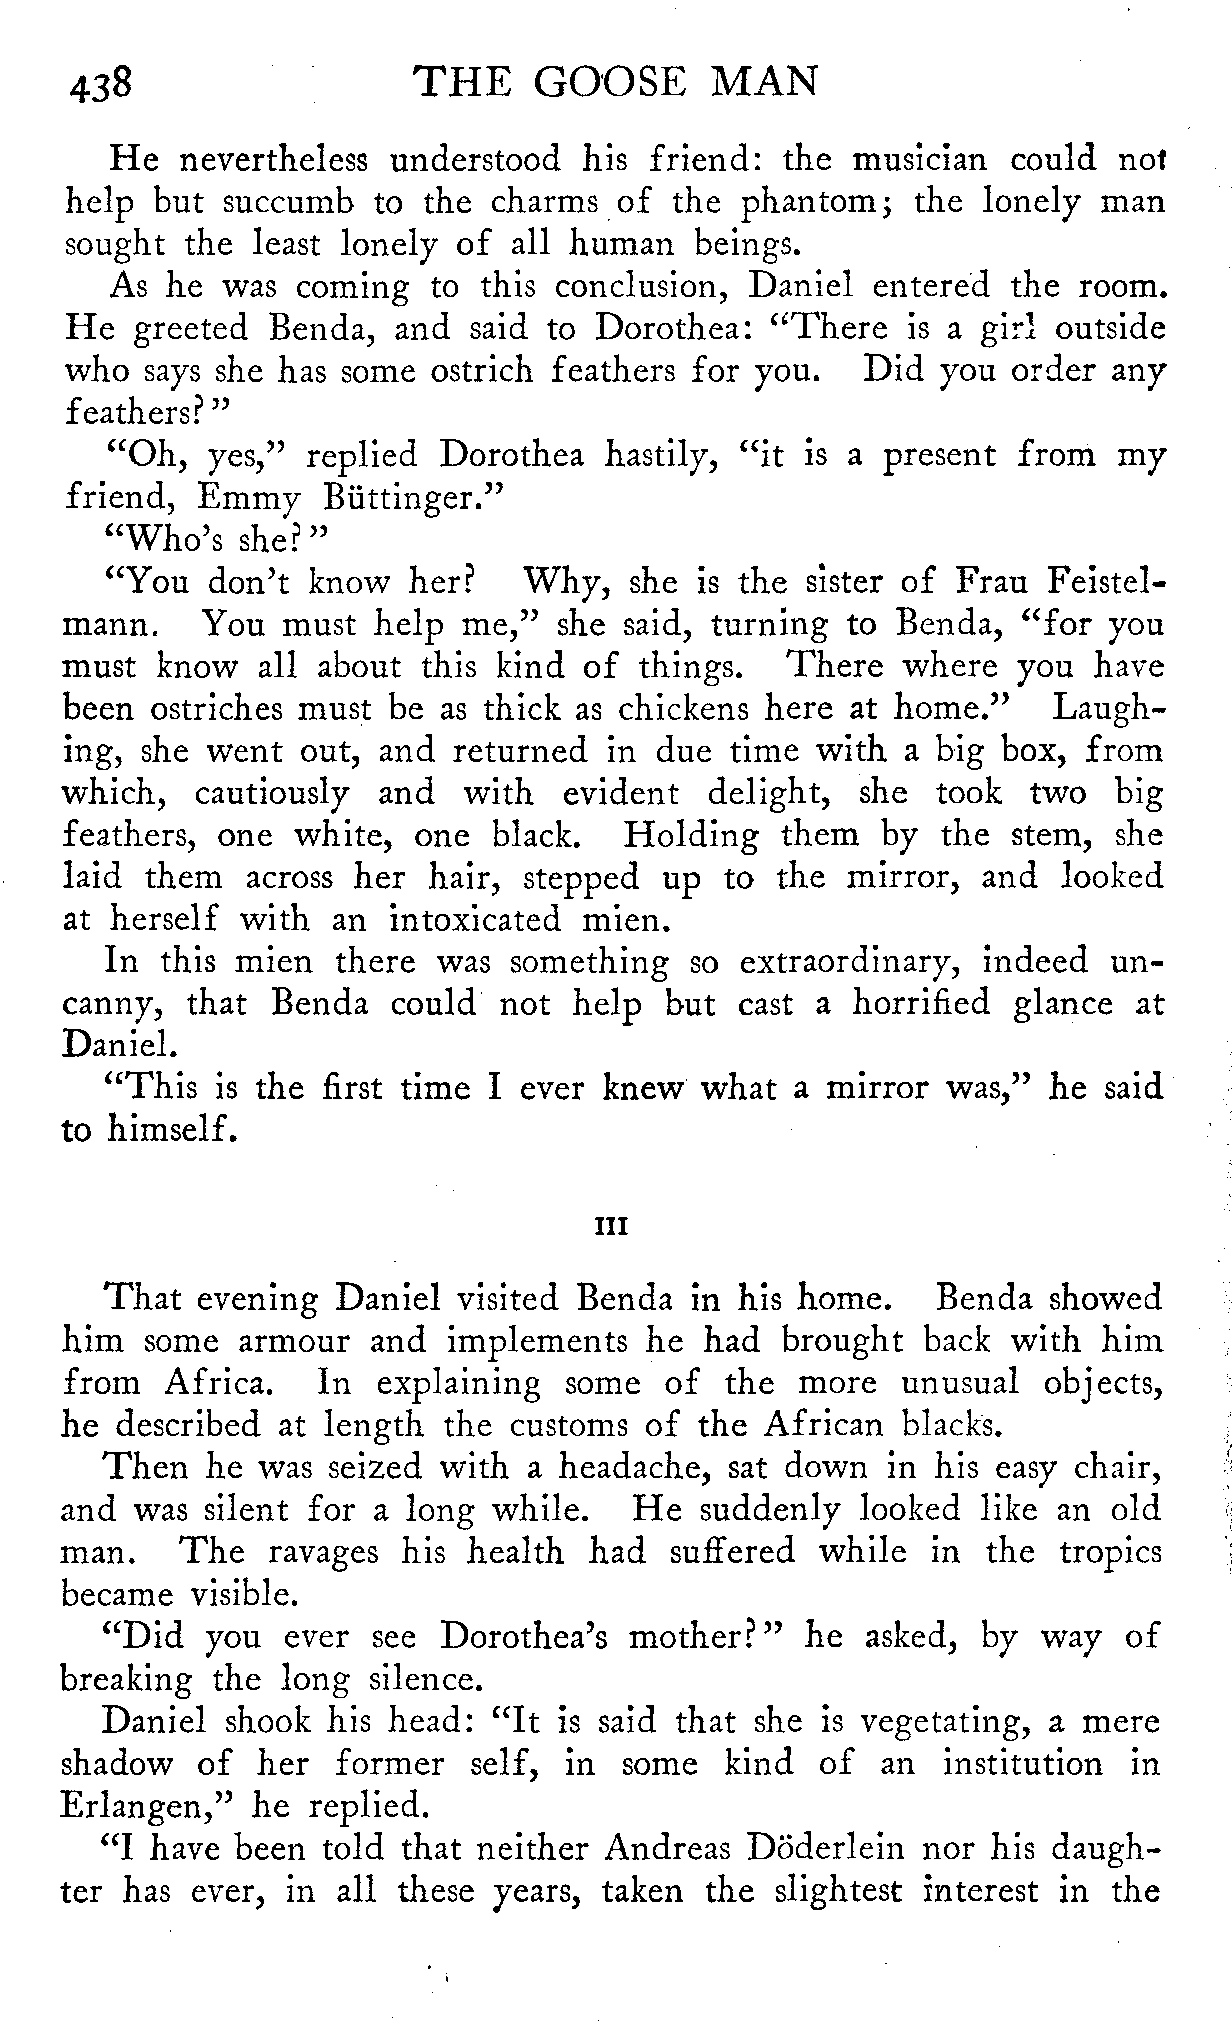 438 THE GOOSE MAN
He nevertheless understood his friend: the musician could not
help but succumb to the charms of the phantom; the lonely man
sought the least lonely of all human beings.
As he was coming to this conclusion, Daniel entered the room.
He greeted Benda, and said to Dorothea: “There is a girl outside
who says she has some ostrich feathers for you. Did you order any
feathers?”
“Oh, yes,” replied Dorothea hastily, “it is a present from my
friend, Emmy Büttinger.”
“Who’s she?”
“You don’t know her? Why, she is the sister of Frau Feistel-
mann. You must help me,” she said, turning to Benda, “for you
must know all about this kind of things. There where you have
been ostriches must be as thick as chickens here at home.” Laugh-
ing, she went out, and returned in due time with a big box, from
which, cautiously and with evident delight, she took two big
feathers, one white, one black. Holding them by the stem, she
laid them across her hair, stepped up to the mirror, and looked
at herself with an intoxicated mien.
In this mien there was something so extraordinary, indeed un-
canny, that Benda could not help but cast a horrified glance at
Daniel.
“This is the first time I ever knew what a mirror was,” he said
to himself.
III
That evening Daniel visited Benda in his home. Benda showed
him some armour and implements he had brought back with him
from Africa. In explaining some of the more unusual objects,
he described at length the customs of the African blacks.
Then he was seized with a headache, sat down in his easy chair,
and was silent for a long while. He suddenly looked like an old
man. The ravages his health had suffered while in the tropics
became visible.
“Did you ever see Dorothea’s mother?” he asked, by way of
breaking the long silence.
Daniel shook his head: “It is said that she is vegetating, a mere
shadow of her former self, in some kind of an institution in
Erlangen,” he replied.
“I have been told that neither Andreas Döderlein nor his daugh-
ter has ever, in all these years, taken the slightest interest in the